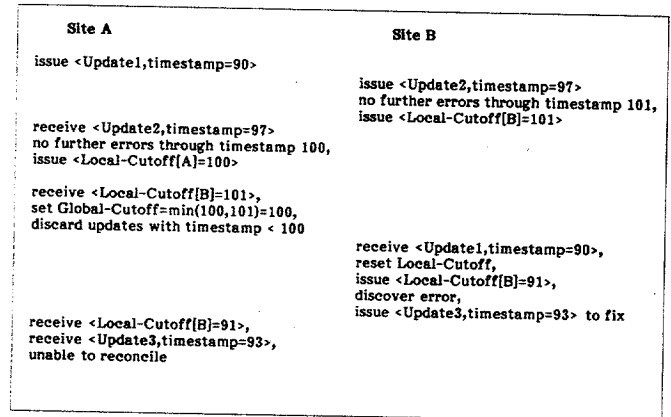 Site A
Site B
issue <Update1,timestamp=90>
issue <Update2,timestamp=97>
no further errors through timestamp 101,
issue <Local-Cutoff[B]=101>
receive <Update2,timestamp=97>
no further errors through timestamp 100,
issue <Local-Cutoff[A]=100>
receive <Local-Cutoff[B]=101>,
set Global-Cutoff=min(100,101)=100,
discard updates with timestamp < 100
receive <Update1,timestamp=90>,
reset Local-Cutoff,
issue <Local-Cutoff[B]=91>,
discover error,
issue <Update3,timestamp=93> to fix
receive <Local-Cutoff[B]=91>,
receive <Update3,timestamp=93>,
unable to reconcile